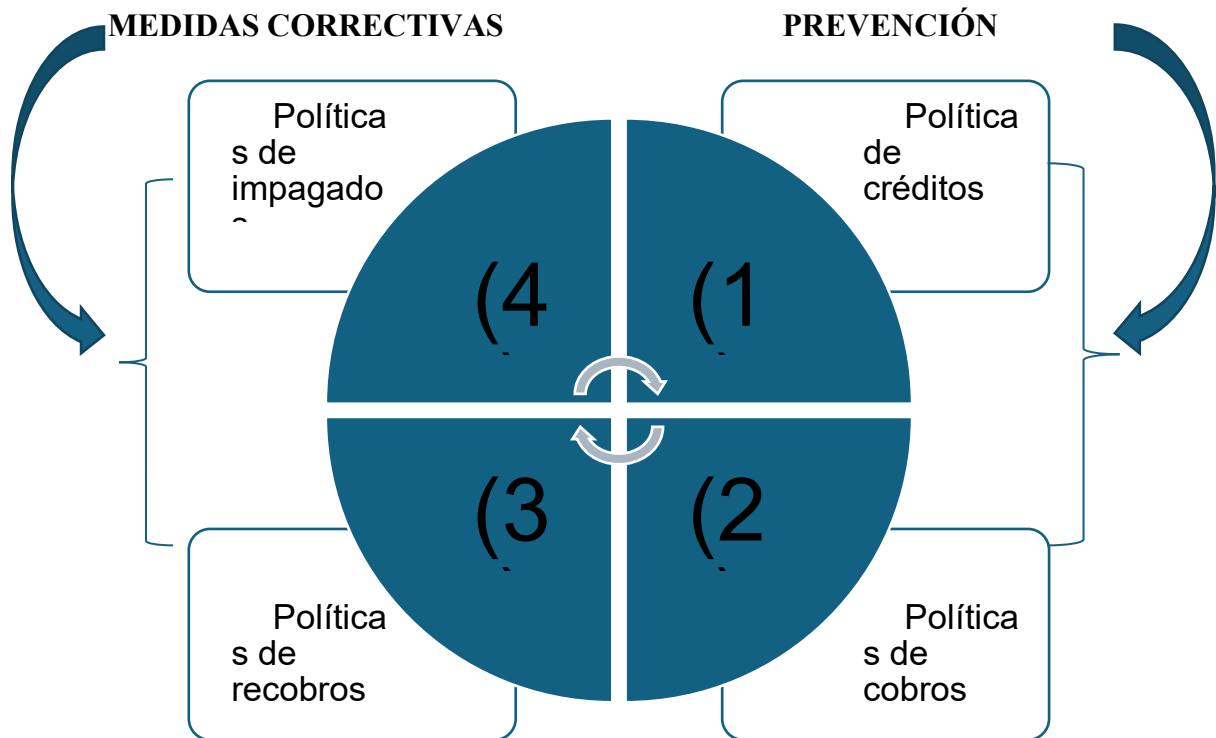 MEDIDAS CORRECTIVAS
PREVENCIÓN
Política
s de
impagado
Política
de
créditos
(4
(1
(3
(2
Política
s de
recobros
Política
s de
cobros